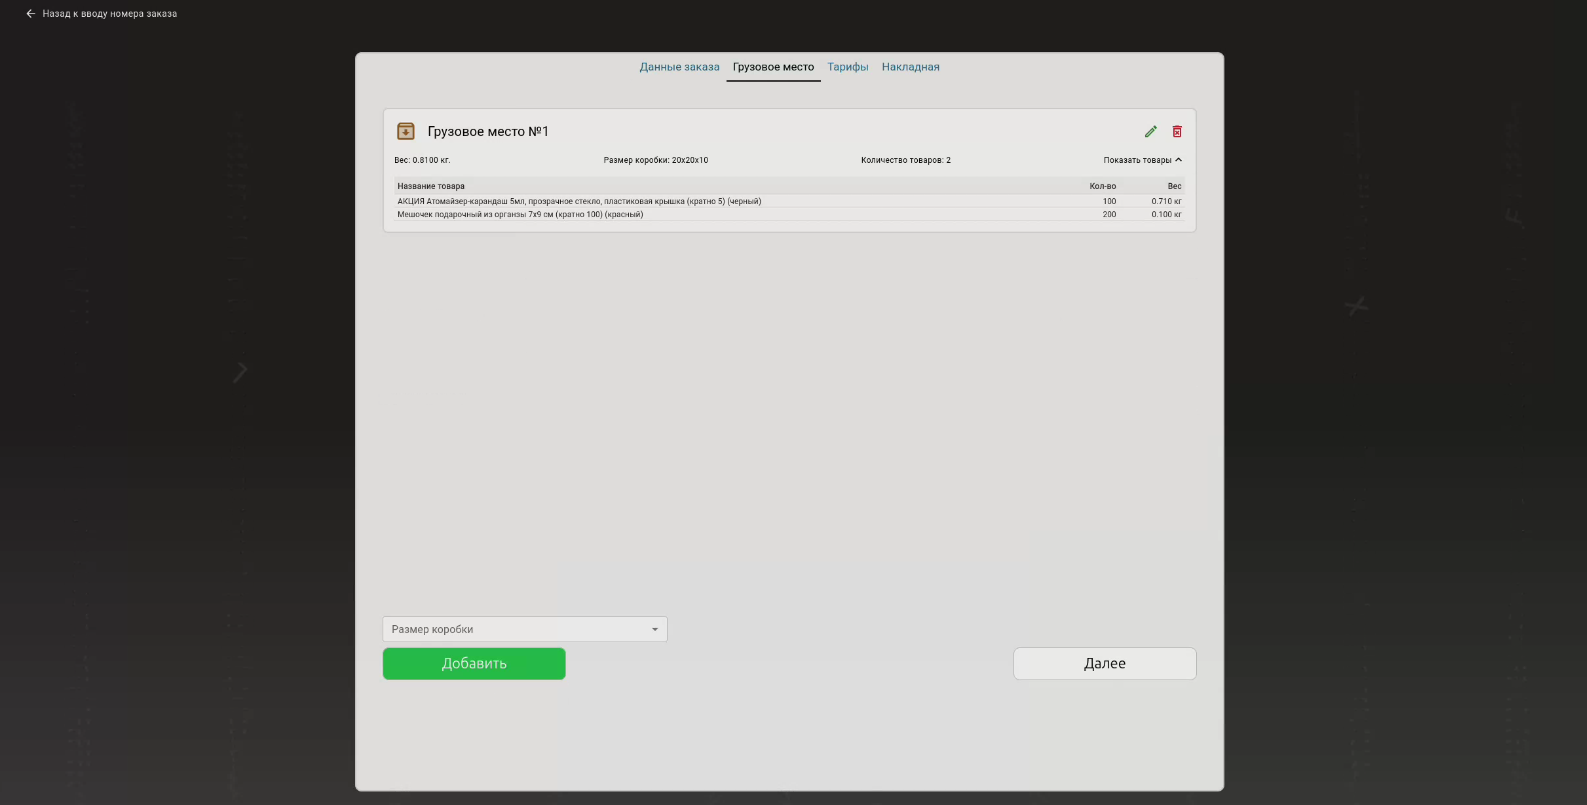 Назад к вводу номера заказа
Данные заказа Грузовое место Тарифы Накладная
Грузовое место №1
Вес: 0.8100 кг. Размер коробки: 20x20x10 Количество товаров: 2 Показать товары
Название товара Кол-во Вес
АКЦИЯ Атомайзер-карандаш 5мл, прозрачное стекло, пластиковая крышка (кратно 5) (черный) 100 0.710 кг
Мешочек подарочный из органзы 7х9 см (кратно 100) (красный) 200 0.100 кг
Размер коробки
Добавить Далее